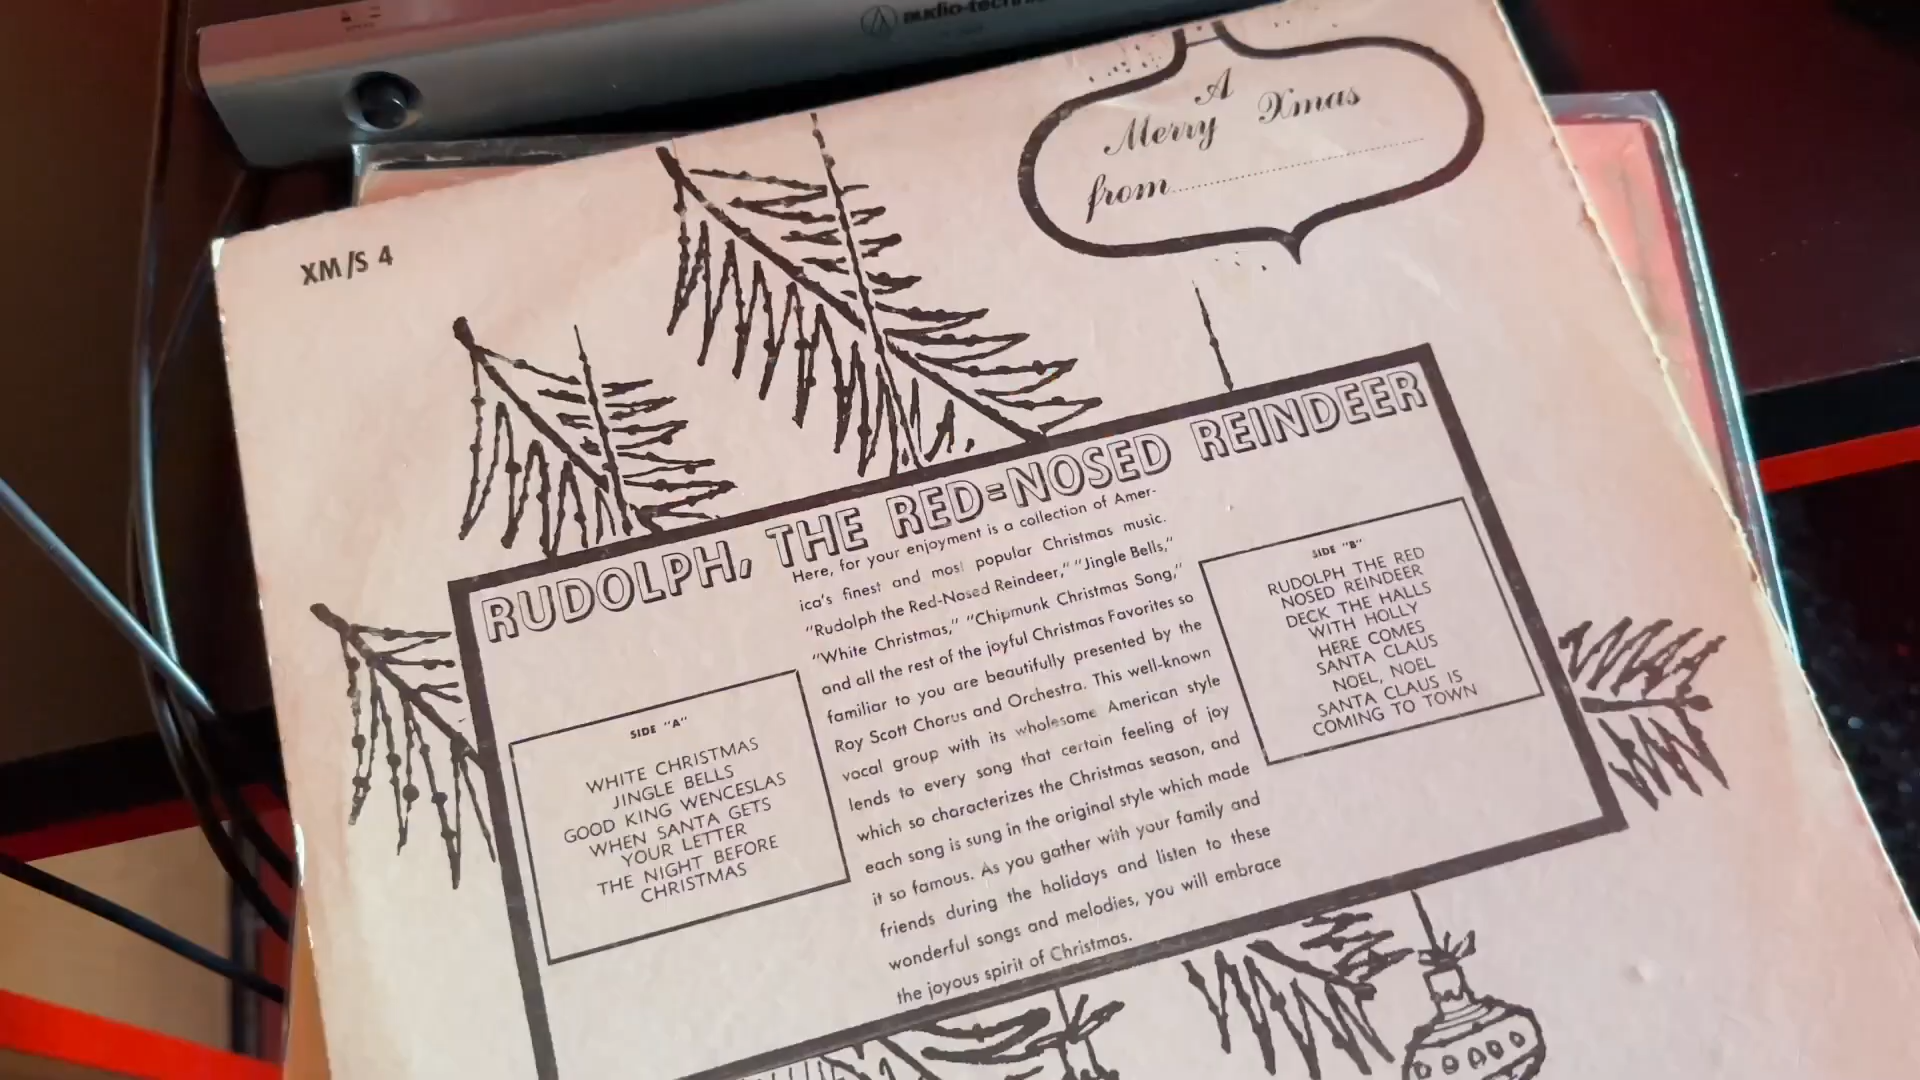 audio-technica
A
Merry Xmas
from
XM/S 4
RUDOLPH, THE RED=NOSED REINDEER
Here, for your enjoyment is a collection of Amer-
ica's finest and most popular Christmas music.
"Rudolph the Red-Nosed Reindeer," "Jingle Bells,"
"White Christmas," "Chipmunk Christmas Song,"
and all the rest of the joyful Christmas Favorites so
familiar to you are beautifully presented by the
Roy Scott Chorus and Orchestra. This well-known
vocal group with its wholesome American style
lends to every song that certain feeling of joy
which so characterizes the Christmas season, and
each song is sung in the original style which made
it so famous. As you gather with your family and
friends during the holidays and listen to these
wonderful songs and melodies, you will embrace
the joyous spirit of Christmas.
SIDE "A"
WHITE CHRISTMAS
JINGLE BELLS
GOOD KING WENCESLAS
WHEN SANTA GETS
YOUR LETTER
THE NIGHT BEFORE
CHRISTMAS
SIDE "B"
RUDOLPH THE RED
NOSED REINDEER
DECK THE HALLS
WITH HOLLY
HERE COMES
SANTA CLAUS
NOEL, NOEL
SANTA CLAUS IS
COMING TO TOWN